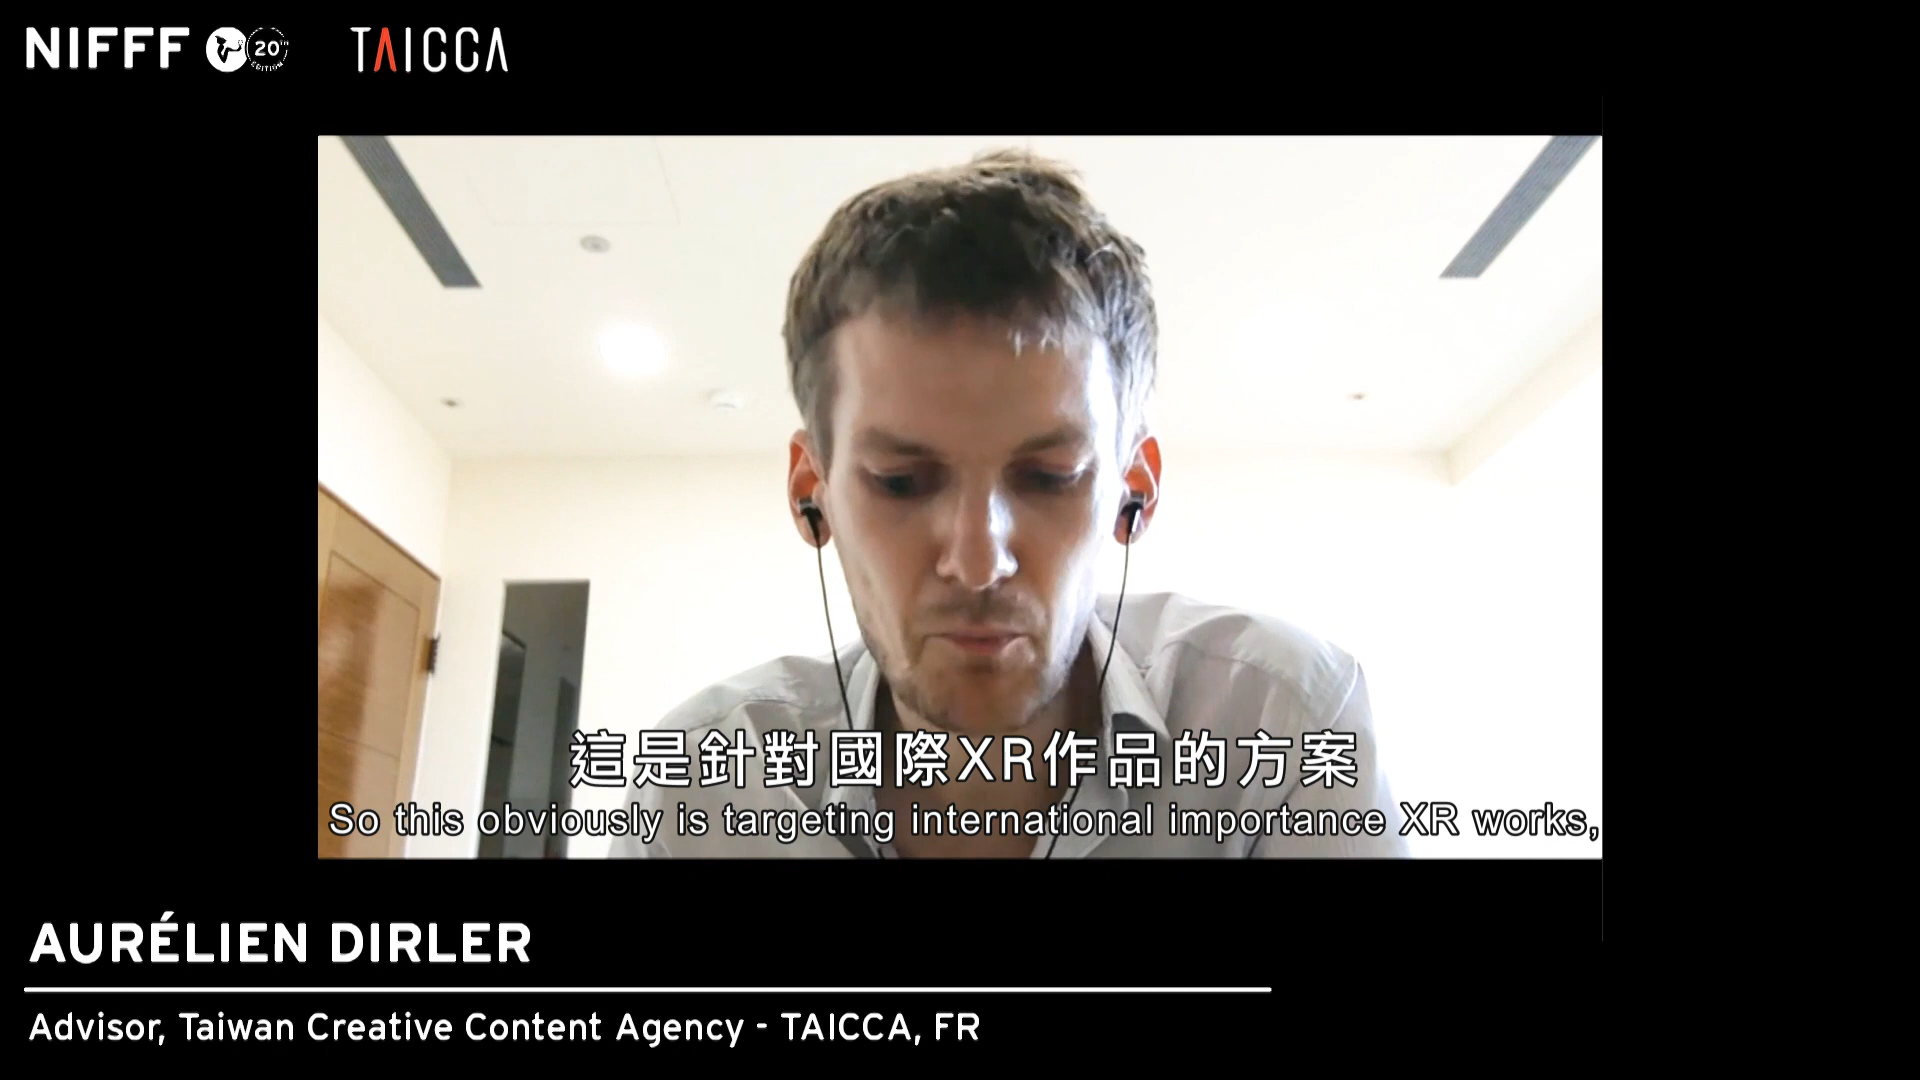 NIFFF 20TH EDITION TAICCA
這是針對國際XR作品的方案
So this obviously is targeting international importance XR works,
AURÉLIEN DIRLER
Advisor, Taiwan Creative Content Agency - TAICCA, FR